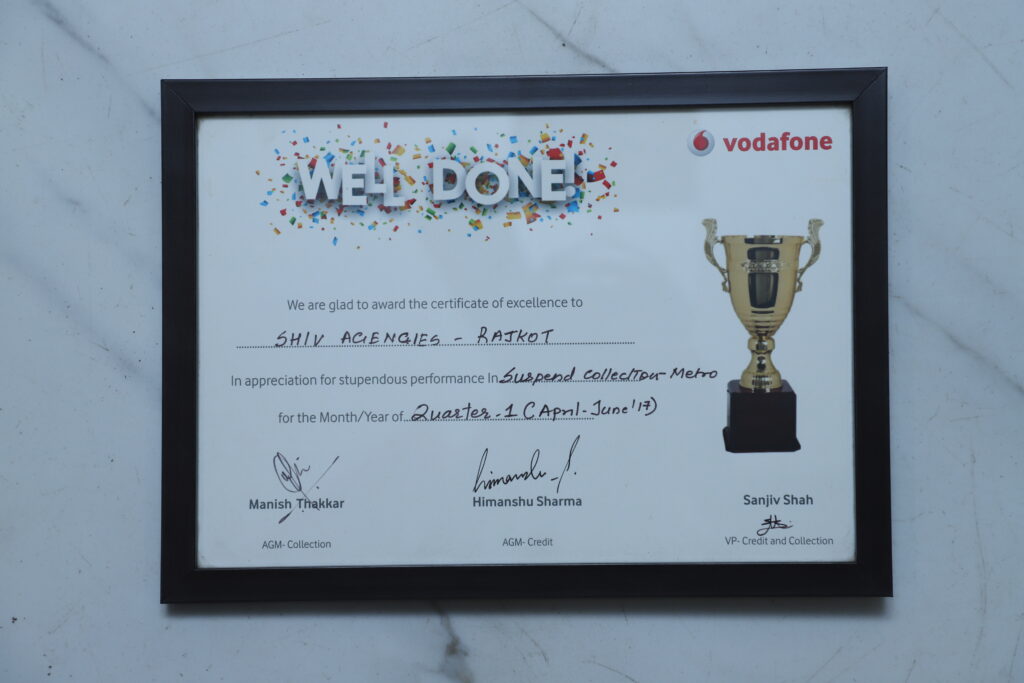 vodafone
WELL DONE!
We are glad to award the certificate of excellence to
SHIV AGENGIES - RAJKOT
In appreciation for stupendous performance In Suspend Collection-Metro
for the Month/Year of Quarter-1 (April-June'17)
Manish Thakkar Himanshu Sharma Sanjiv Shah
AGM- Collection AGM- Credit VP- Credit and Collection